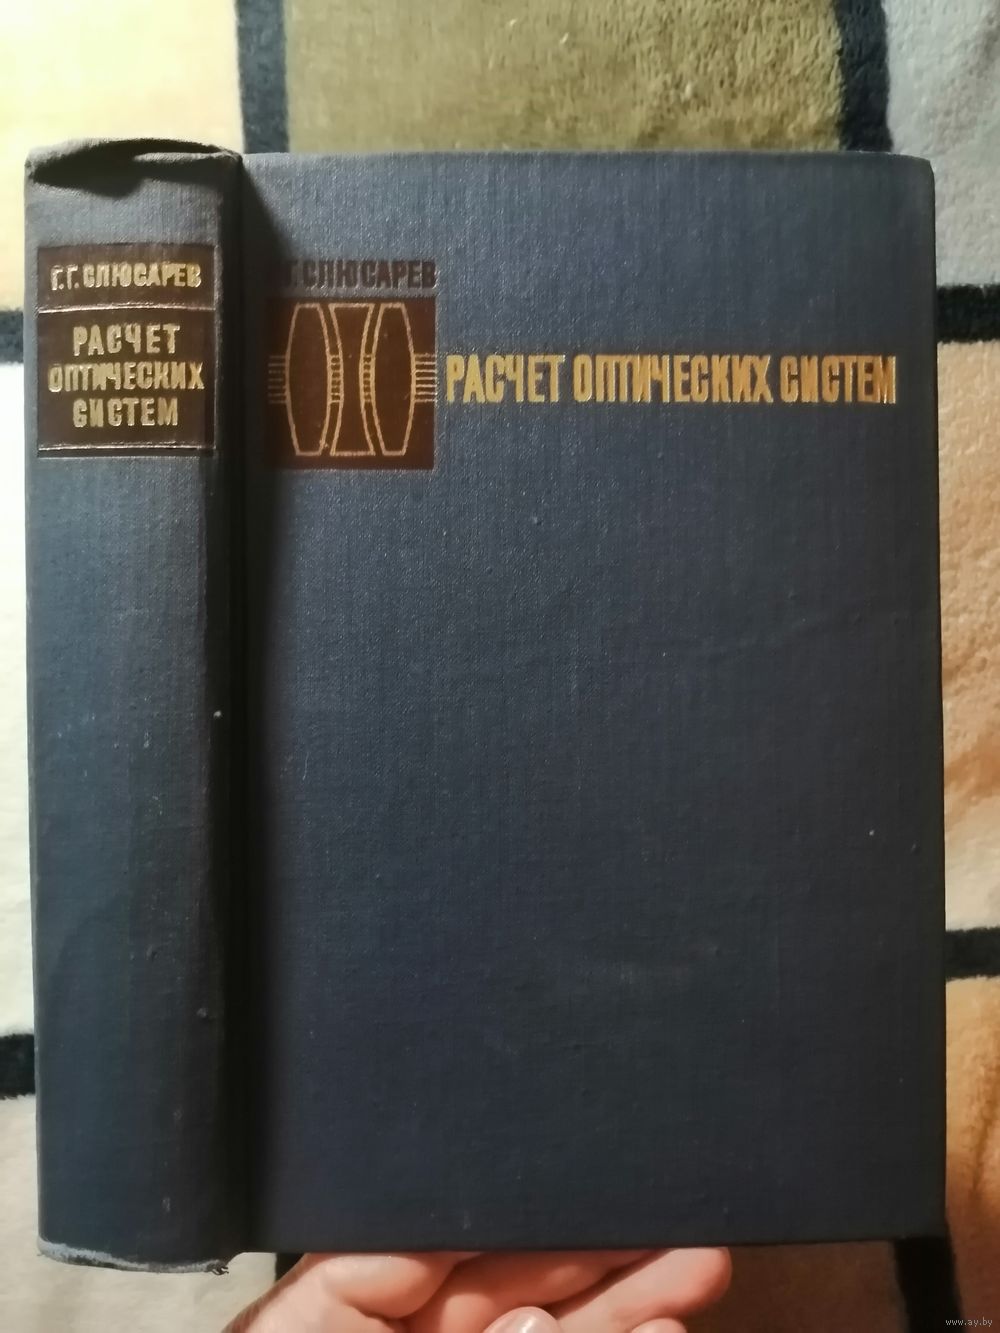 Г.Г. СЛЮСАРЕВ
РАСЧЕТ
ОПТИЧЕСКИХ
СИСТЕМ
Г. СЛЮСАРЕВ
РАСЧЕТ ОПТИЧЕСКИХ СИСТЕМ
www.ay.by